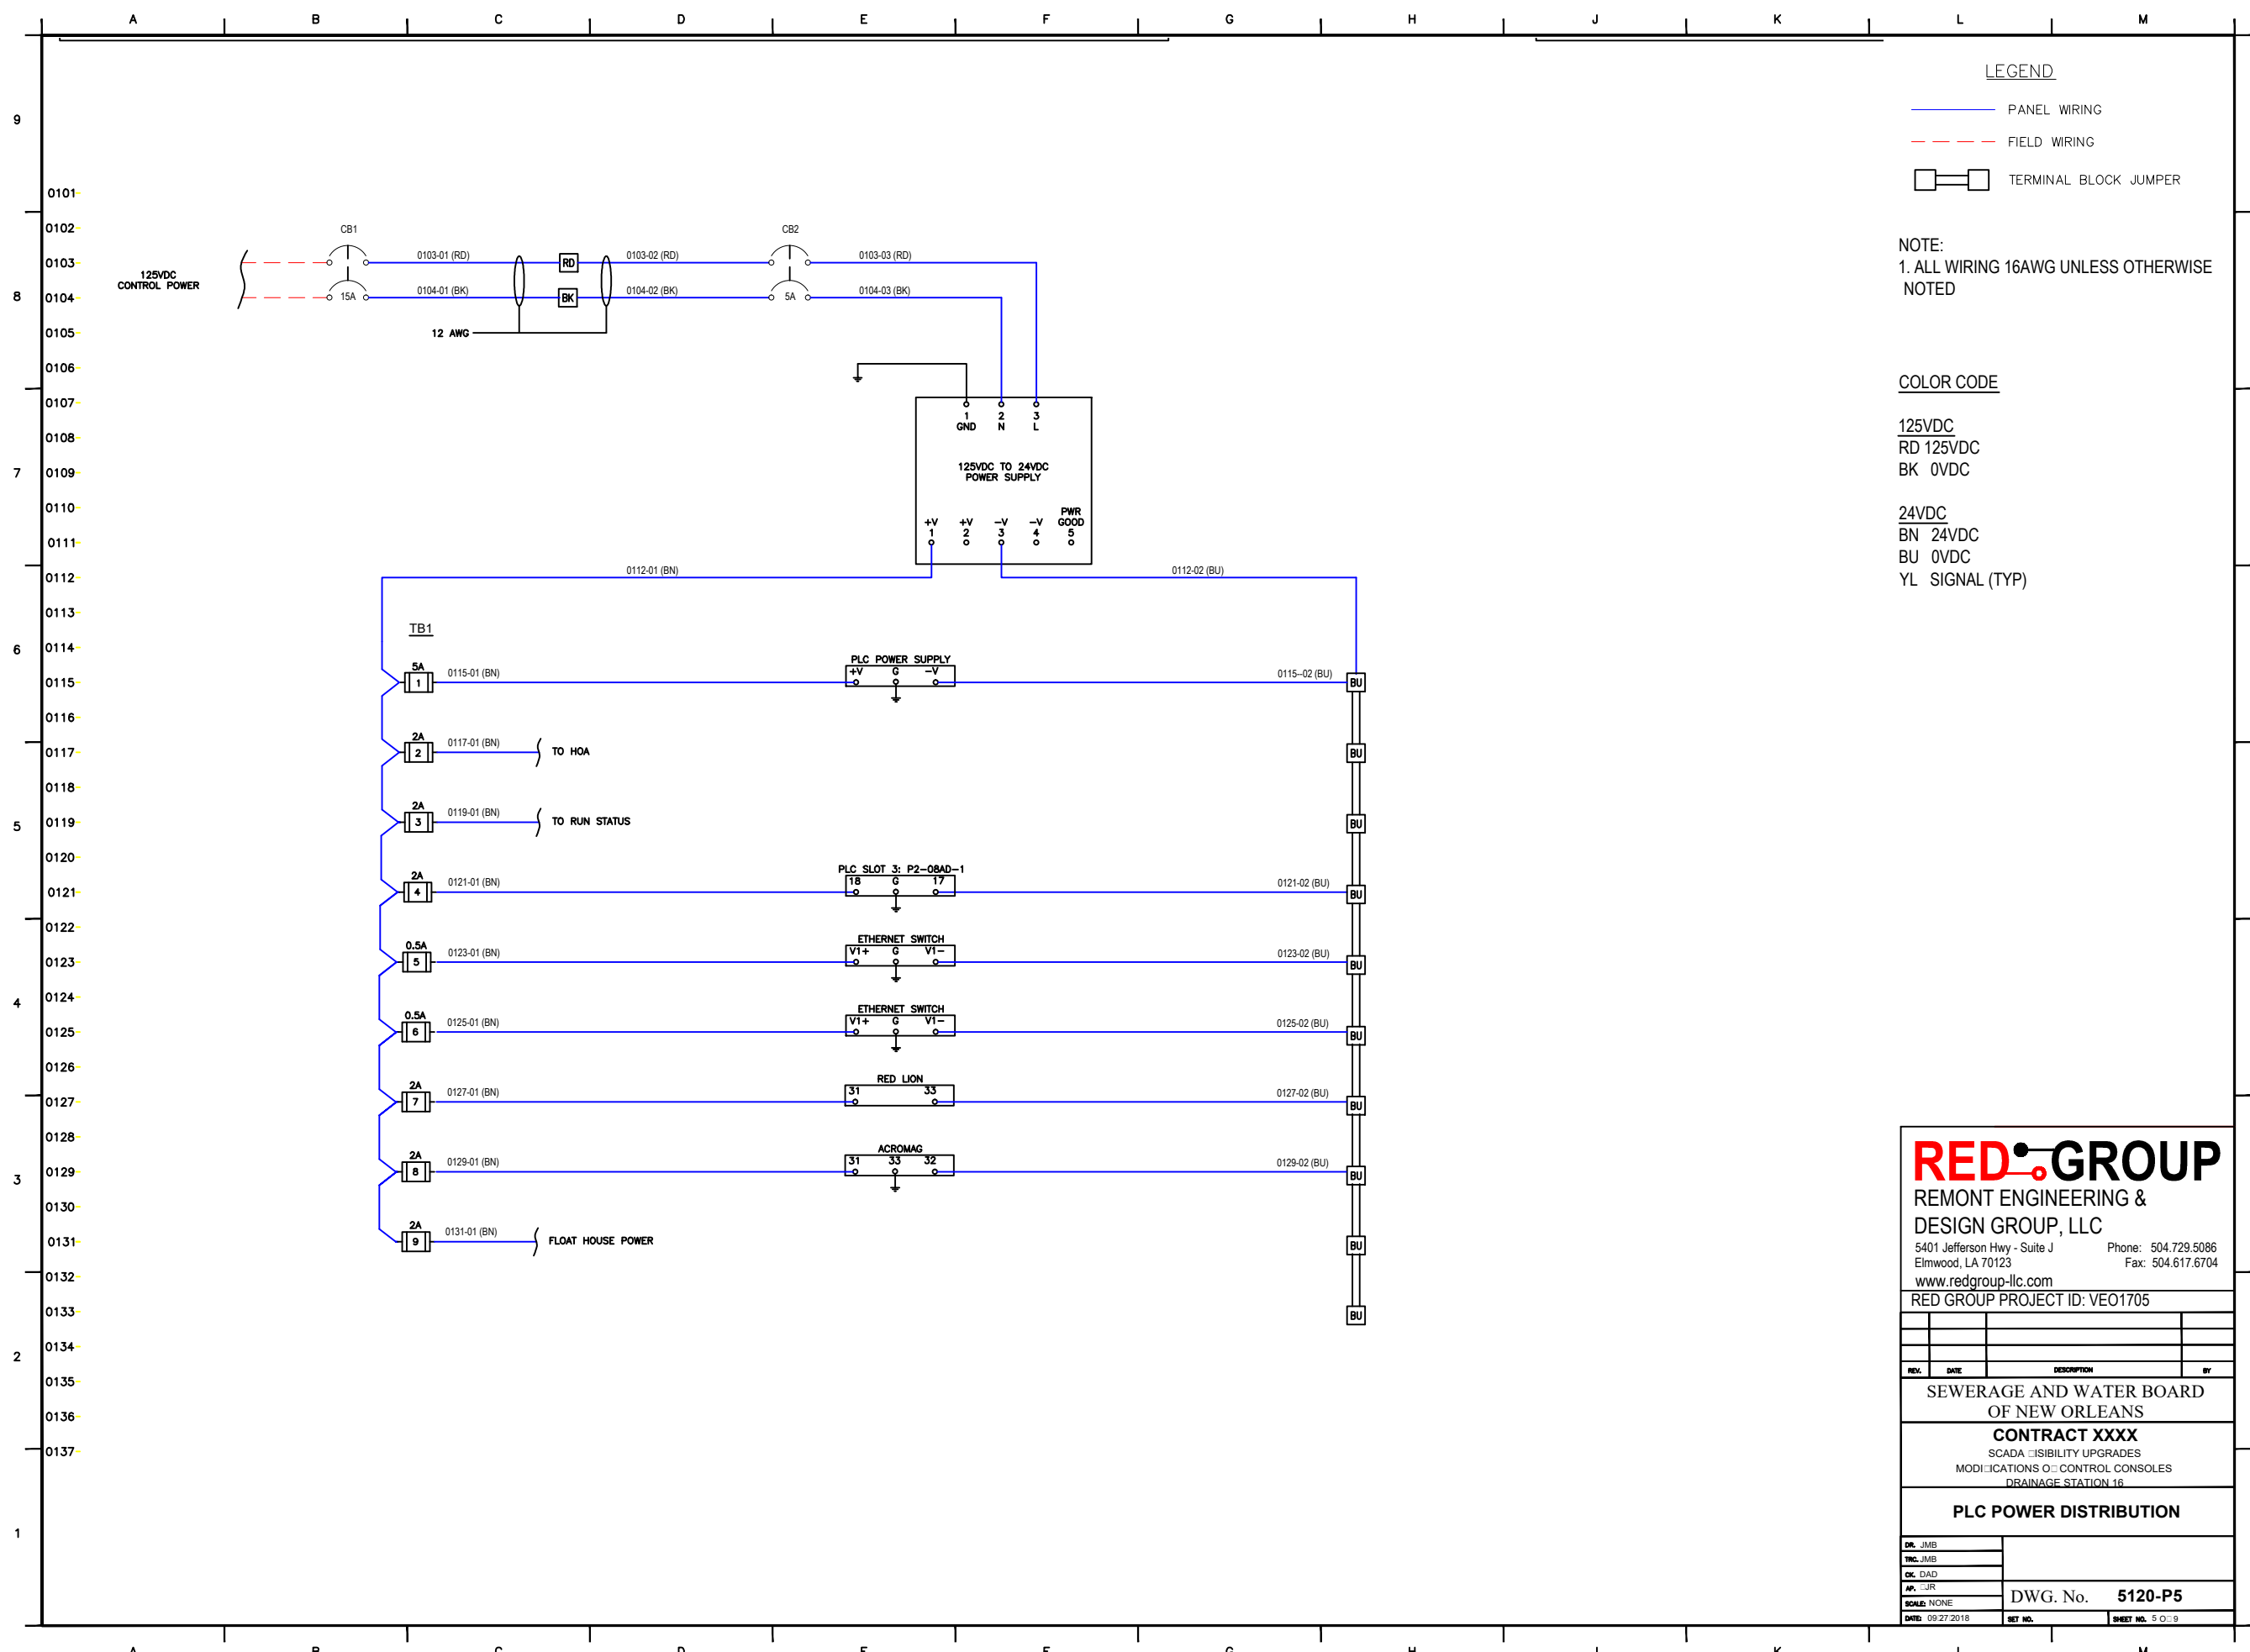 A B C D E F G H J K L M
LEGEND
PANEL WIRING
FIELD WIRING
TERMINAL BLOCK JUMPER
NOTE:
1. ALL WIRING 16AWG UNLESS OTHERWISE
NOTED
COLOR CODE
125VDC
RD 125VDC
BK 0VDC
24VDC
BN 24VDC
BU 0VDC
YL SIGNAL (TYP)
9
8
7
6
5
4
3
2
1
0101
0102
0103
0104
0105
0106
0107
0108
0109
0110
0111
0112
0113
0114
0115
0116
0117
0118
0119
0120
0121
0122
0123
0124
0125
0126
0127
0128
0129
0130
0131
0132
0133
0134
0135
0136
0137
CB1 CB2
125VDC
CONTROL POWER
0103-01 (RD) RD 0103-02 (RD) 0103-03 (RD)
15A 0104-01 (BK) BK 0104-02 (BK) 5A 0104-03 (BK)
12 AWG
1 2 3
GND N L
125VDC TO 24VDC
POWER SUPPLY
PWR
+V +V -V -V GOOD
1 2 3 4 5
0112-01 (BN) 0112-02 (BU)
TB1
PLC POWER SUPPLY
5A +V G -V
1 0115-01 (BN) 0115--02 (BU) BU
2A
2 0117-01 (BN) TO HOA BU
2A
3 0119-01 (BN) TO RUN STATUS BU
PLC SLOT 3: P2-08AD-1
2A 18 G 17
4 0121-01 (BN) 0121-02 (BU) BU
ETHERNET SWITCH
0.5A V1+ G V1-
5 0123-01 (BN) 0123-02 (BU) BU
ETHERNET SWITCH
0.5A V1+ G V1-
6 0125-01 (BN) 0125-02 (BU) BU
RED LION
2A 31 33
7 0127-01 (BN) 0127-02 (BU) BU
ACROMAG
2A 31 33 32
8 0129-01 (BN) 0129-02 (BU) BU
2A
9 0131-01 (BN) FLOAT HOUSE POWER BU
BU
RED GROUP
REMONT ENGINEERING &
DESIGN GROUP, LLC
5401 Jefferson Hwy - Suite J Phone: 504.729.5086
Elmwood, LA 70123 Fax: 504.617.6704
www.redgroup-llc.com
RED GROUP PROJECT ID: VEO1705
REV. DATE DESCRIPTION BY
SEWERAGE AND WATER BOARD
OF NEW ORLEANS
CONTRACT XXXX
SCADA □ISIBILITY UPGRADES
MODI□ICATIONS O□ CONTROL CONSOLES
DRAINAGE STATION 16
PLC POWER DISTRIBUTION
DR. JMB
TRC. JMB
CK. DAD
AP. □JR
SCALE: NONE
DATE: 09□27□2018
DWG. No. 5120-P5
SET NO. SHEET NO. 5 O□ 9
A B C D E F G H J K L M